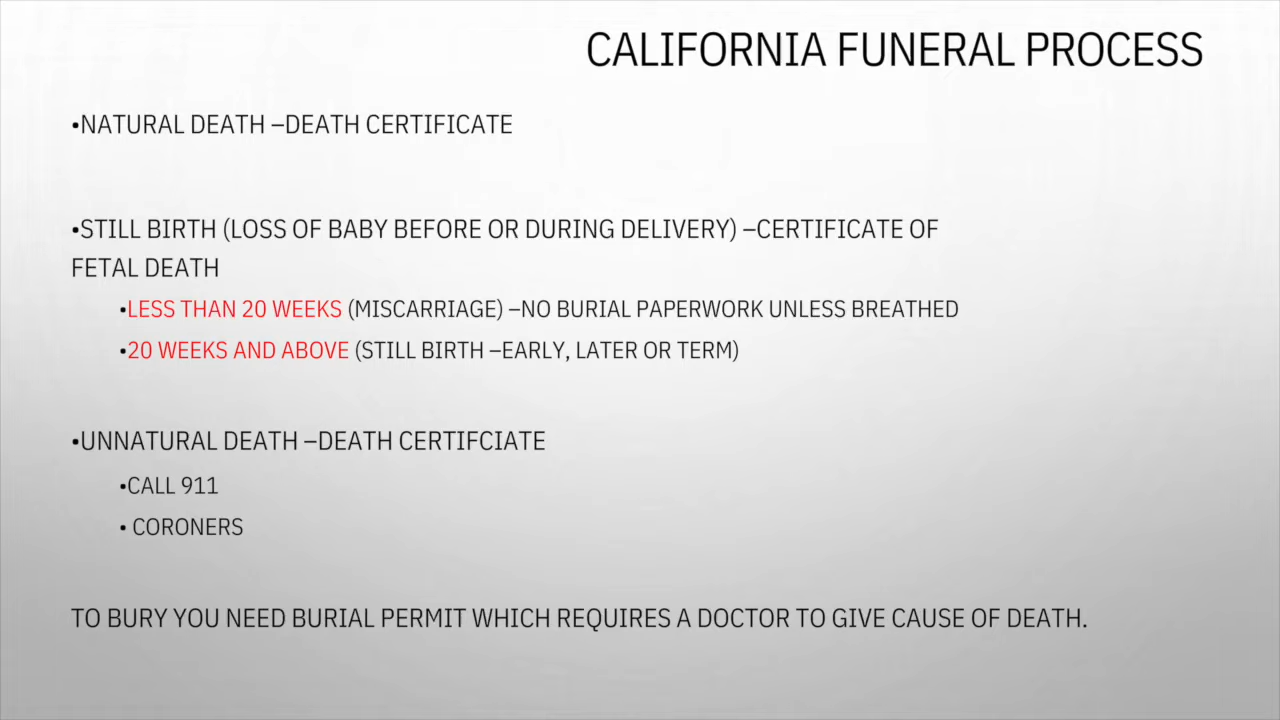 CALIFORNIA FUNERAL PROCESS
•NATURAL DEATH –DEATH CERTIFICATE
•STILL BIRTH (LOSS OF BABY BEFORE OR DURING DELIVERY) –CERTIFICATE OF
FETAL DEATH
•LESS THAN 20 WEEKS (MISCARRIAGE) –NO BURIAL PAPERWORK UNLESS BREATHED
•20 WEEKS AND ABOVE (STILL BIRTH –EARLY, LATER OR TERM)
•UNNATURAL DEATH –DEATH CERTIFCIATE
•CALL 911
• CORONERS
TO BURY YOU NEED BURIAL PERMIT WHICH REQUIRES A DOCTOR TO GIVE CAUSE OF DEATH.